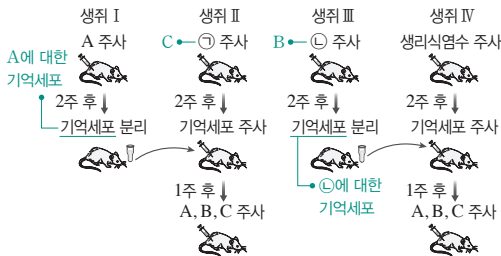 생쥐 Ⅰ
생쥐 Ⅱ
생쥐 Ⅲ
생쥐 Ⅳ
A 주사
C
㉠ 주사
B
㉡ 주사
생리식염수 주사
A에 대한
기억세포
2주 후
2주 후
2주 후
2주 후
기억세포 분리
기억세포 주사
기억세포 분리
기억세포 주사
㉡에 대한
기억세포
1주 후
1주 후
A, B, C 주사
A, B, C 주사